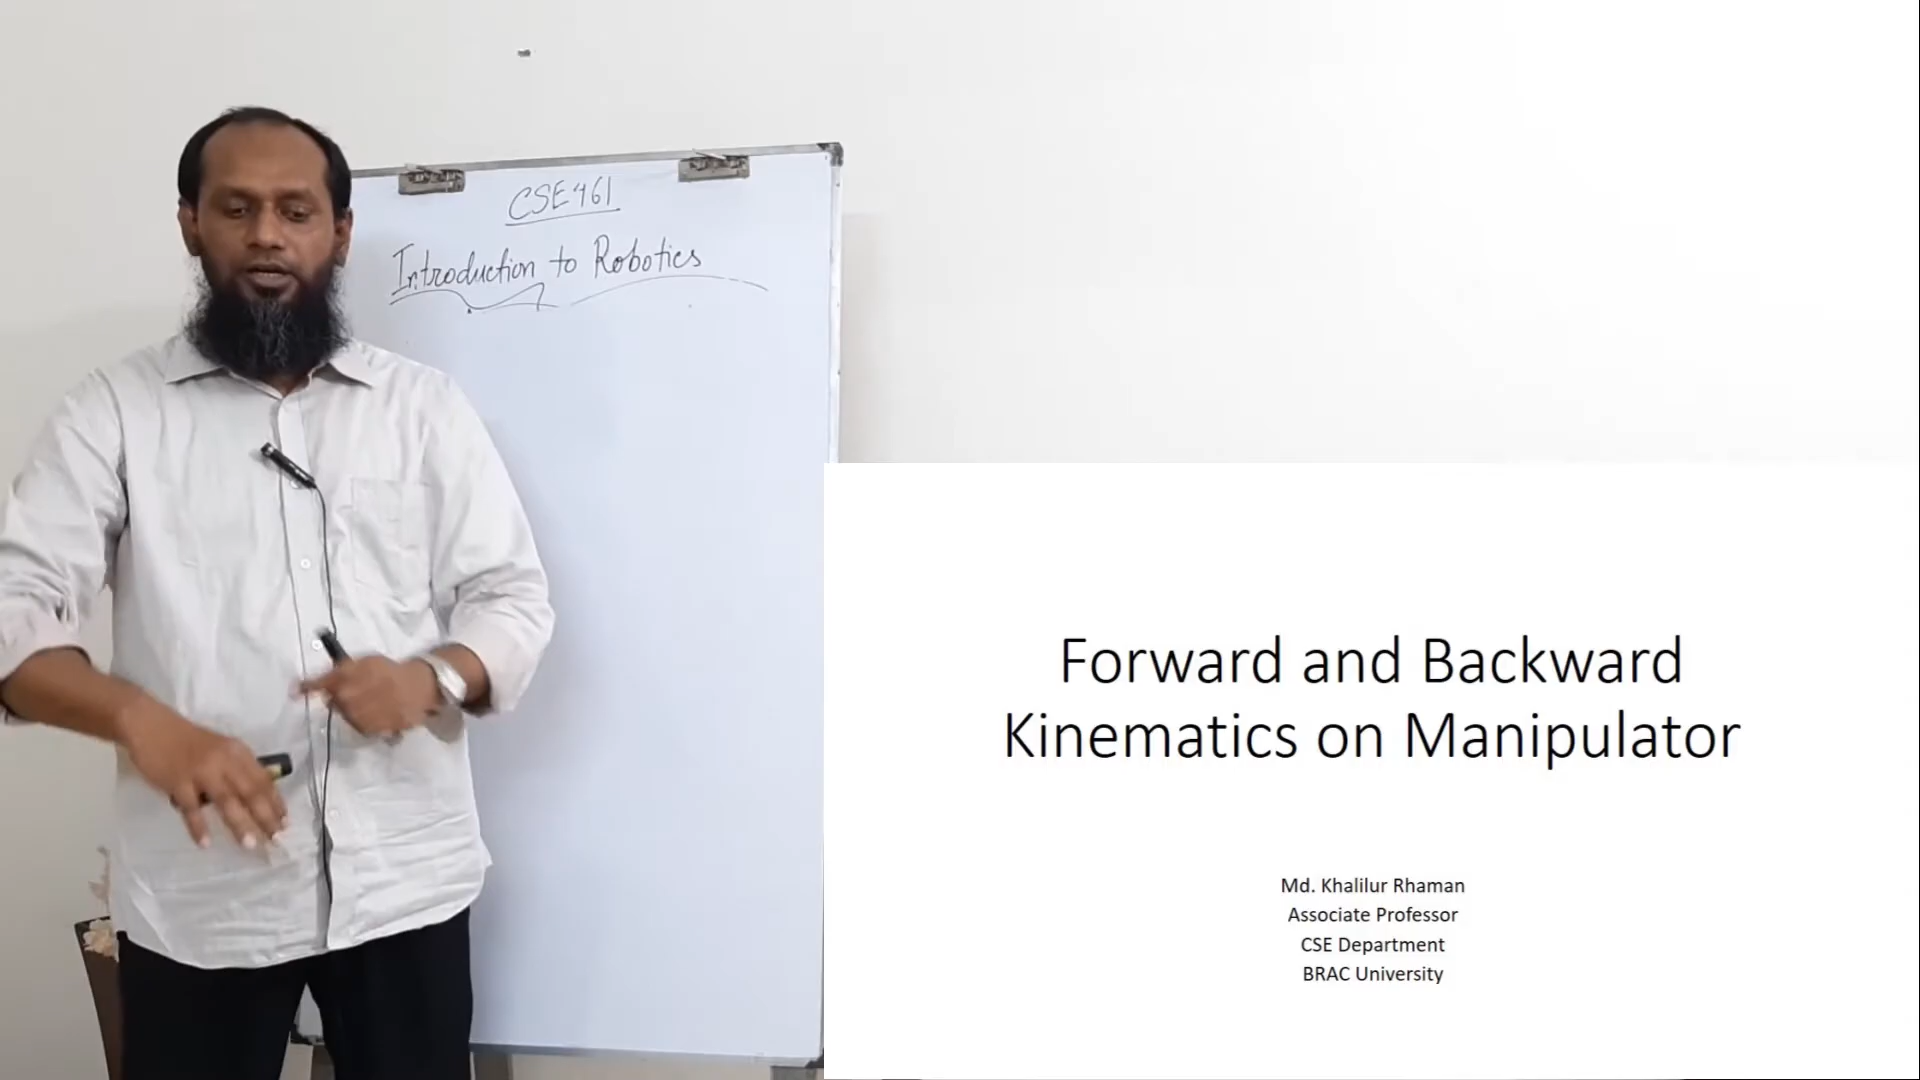 CSE461
Introduction to Robotics
Forward and Backward
Kinematics on Manipulator
Md. Khalilur Rhaman
Associate Professor
CSE Department
BRAC University